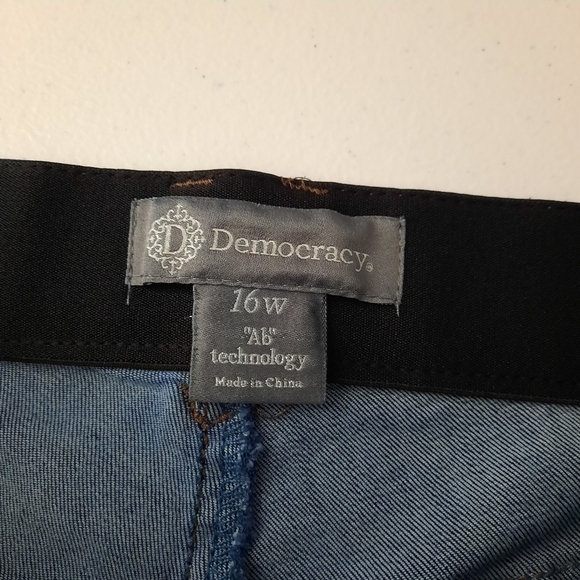 D Democracy®
16W
"Ab"
technology
Made in China